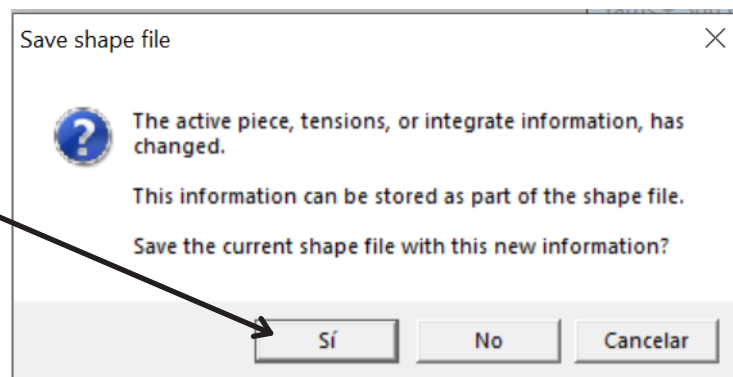 Save shape file
The active piece, tensions, or integrate information, has
changed.
This information can be stored as part of the shape file.
Save the current shape file with this new information?
Sí No Cancelar